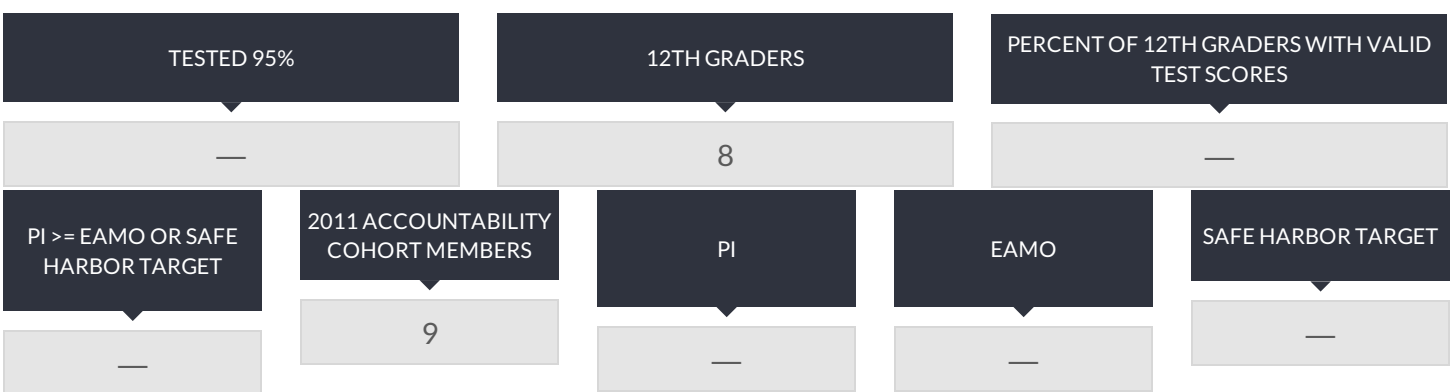 TESTED 95%
12TH GRADERS
PERCENT OF 12TH GRADERS WITH VALID
TEST SCORES
—
8
—
PI >= EAMO OR SAFE
HARBOR TARGET
2011 ACCOUNTABILITY
COHORT MEMBERS
PI
EAMO
SAFE HARBOR TARGET
—
9
—
—
—